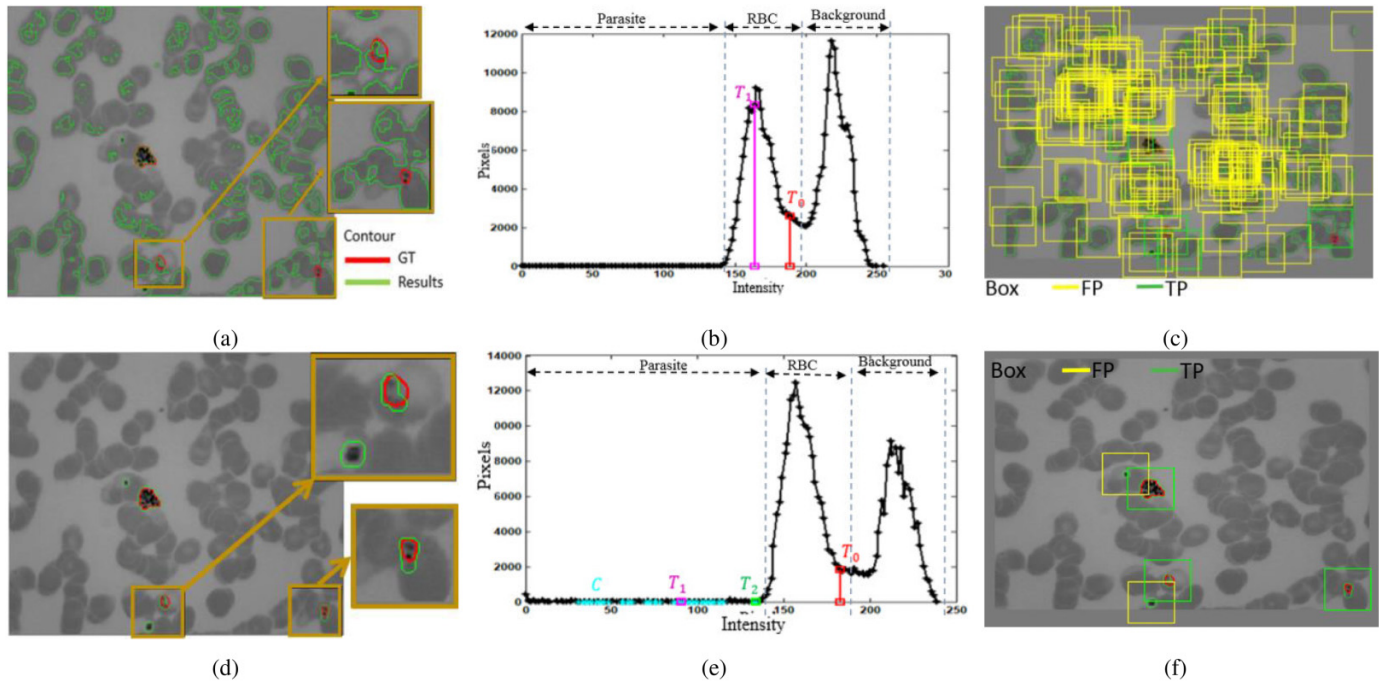 Contour
GT
Results
(a)
Parasite
RBC
Background
12000
10000
8000
6000
4000
2000
0
Pixels
T1
T0
0
50
100
150
200
250
30
Intensity
(b)
Box
FP
TP
(c)
(d)
Parasite
RBC
Background
14000
12000
10000
8000
6000
4000
2000
0
Pixels
C
T1
T2
T0
0
50
100
150
200
250
Intensity
(e)
Box
FP
TP
(f)